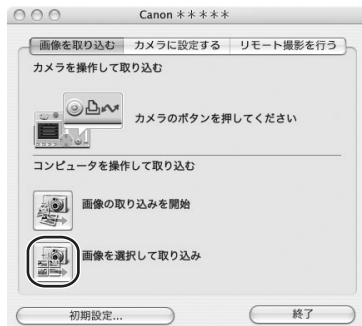 Canon ＊＊＊＊＊
画像を取り込む カメラに設定する リモート撮影を行う
カメラを操作して取り込む
カメラのボタンを押してください
コンピュータを操作して取り込む
画像の取り込みを開始
画像を選択して取り込み
初期設定... 終了